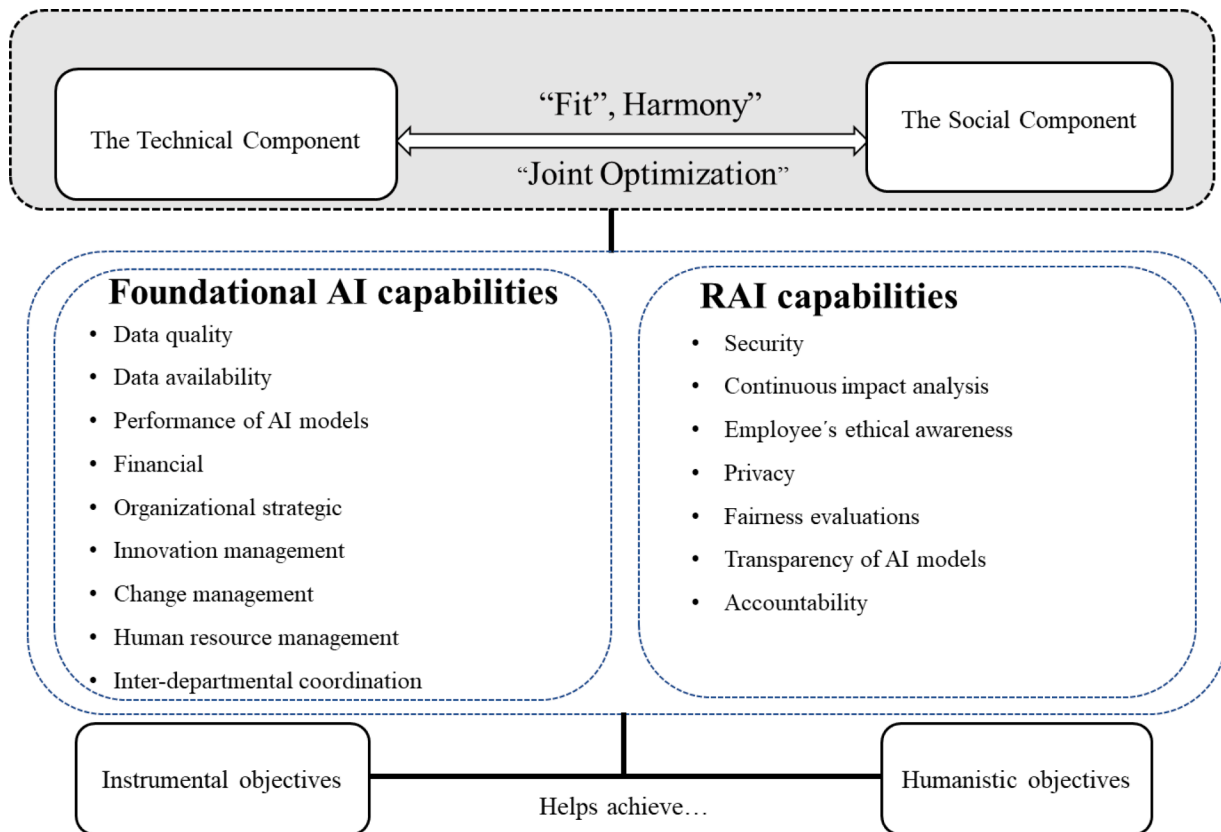 The Technical Component
“Fit”, Harmony”
“Joint Optimization”
The Social Component
Foundational AI capabilities
• Data quality
• Data availability
• Performance of AI models
• Financial
• Organizational strategic
• Innovation management
• Change management
• Human resource management
• Inter-departmental coordination
RAI capabilities
• Security
• Continuous impact analysis
• Employee´s ethical awareness
• Privacy
• Fairness evaluations
• Transparency of AI models
• Accountability
Instrumental objectives
Helps achieve…
Humanistic objectives